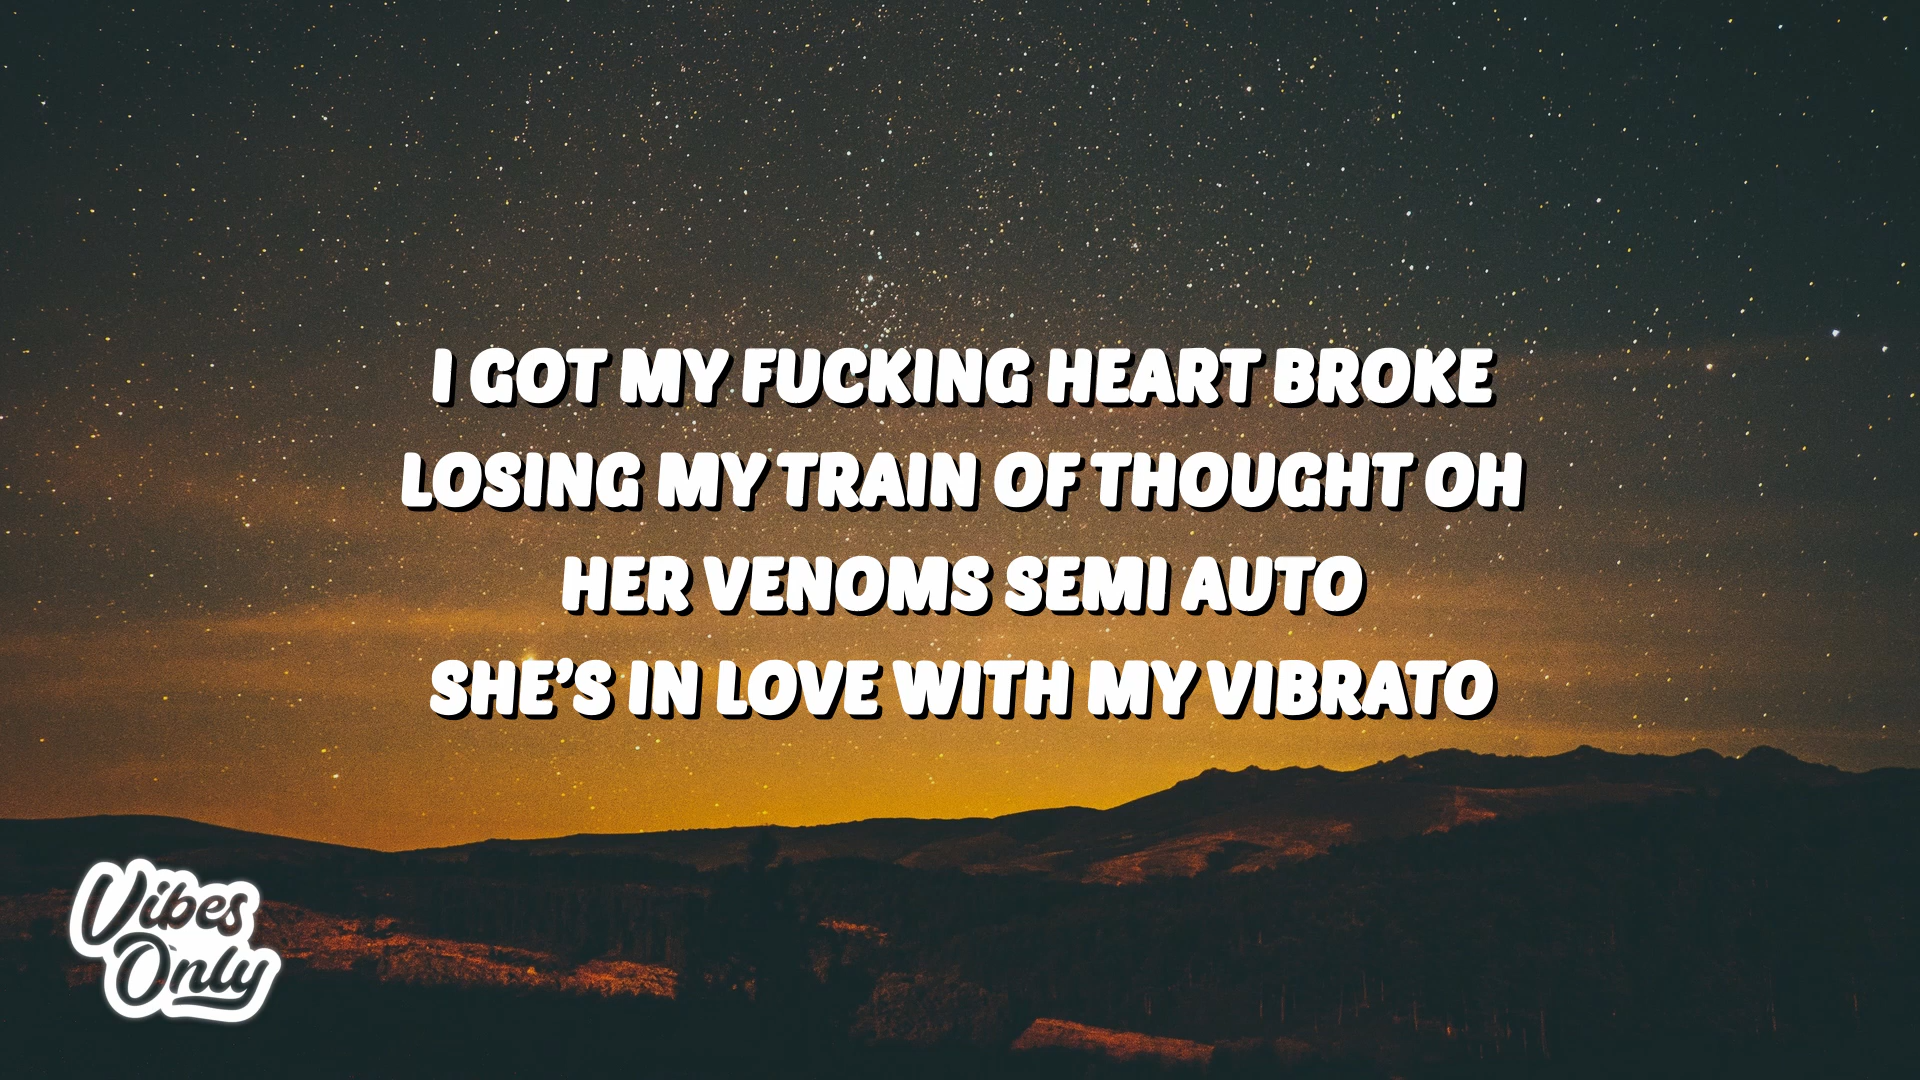 I GOT MY FUCKING HEART BROKE
LOSING MY TRAIN OF THOUGHT OH
HER VENOMS SEMI AUTO
SHE’S IN LOVE WITH MY VIBRATO
Vibes
Only